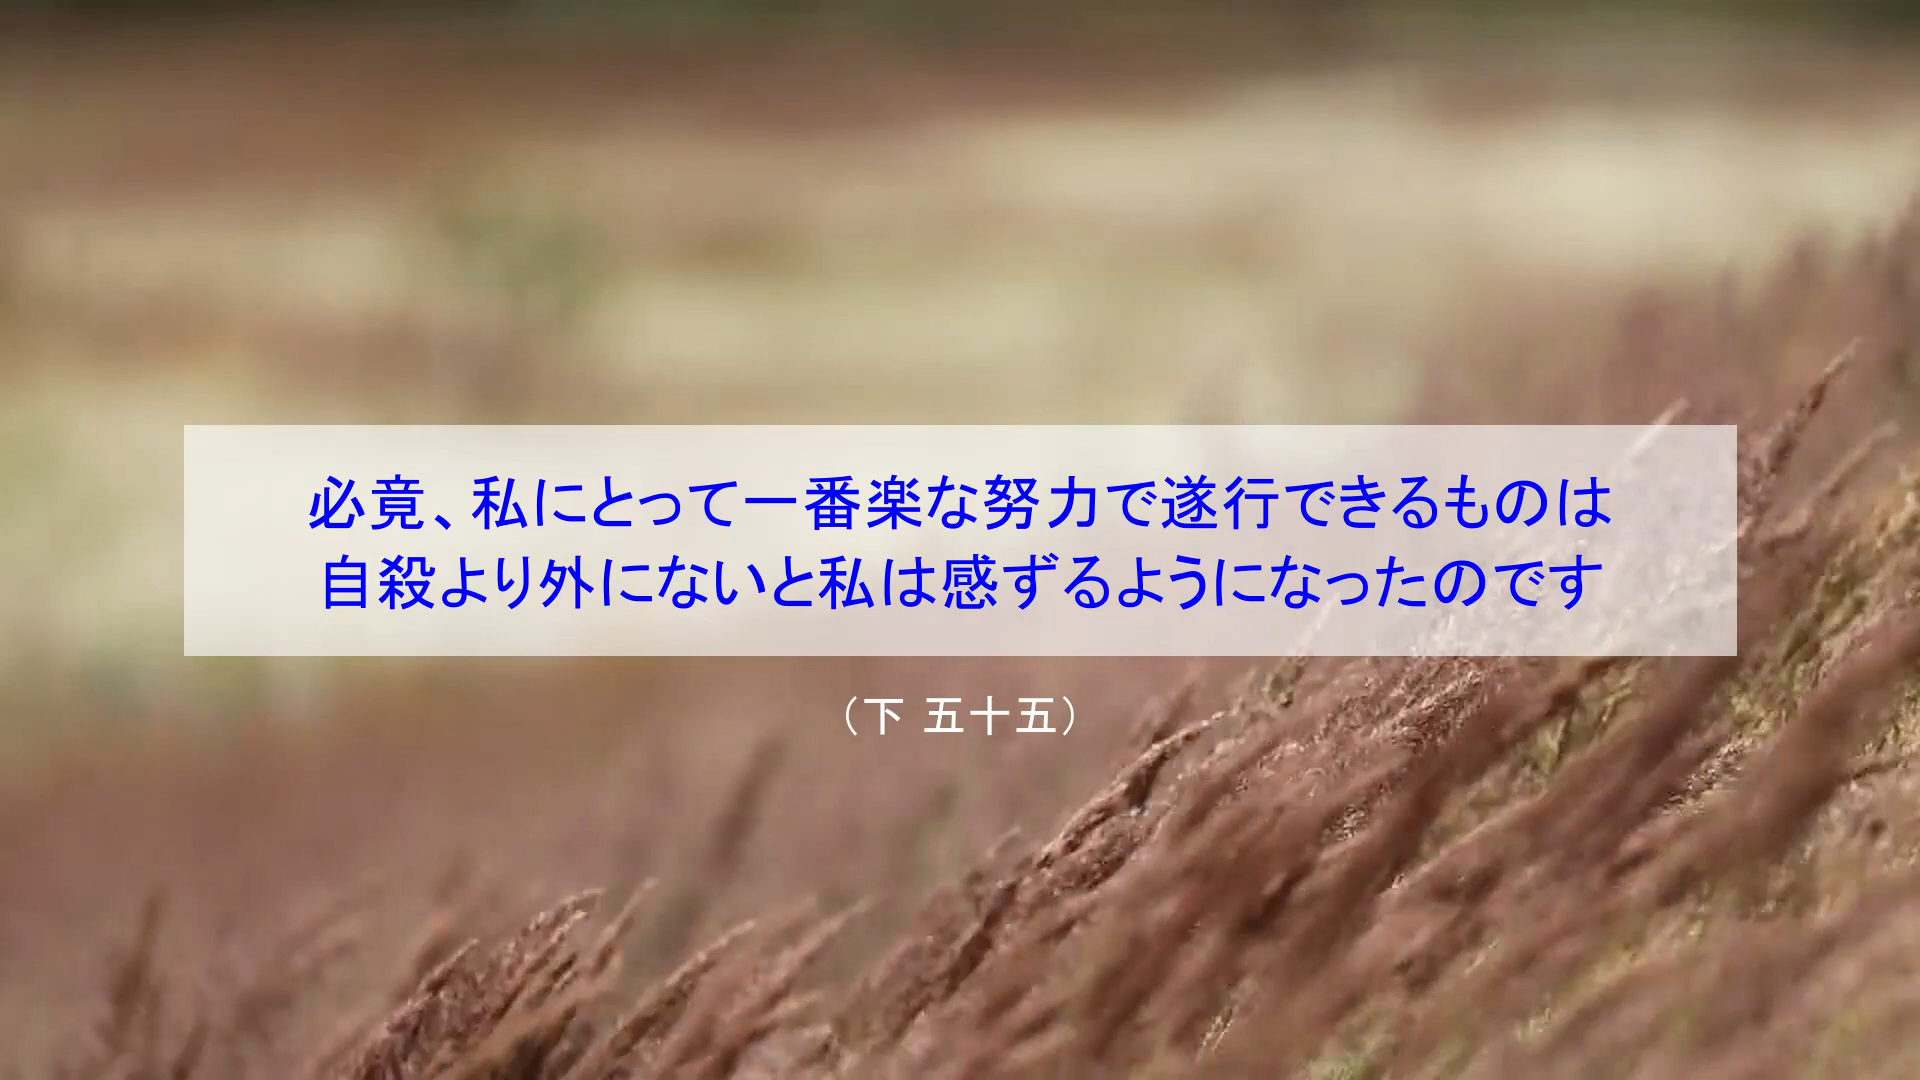 必竟、私にとって一番楽な努力で遂行できるものは
自殺より外にないと私は感ずるようになったのです
（下 五十五）